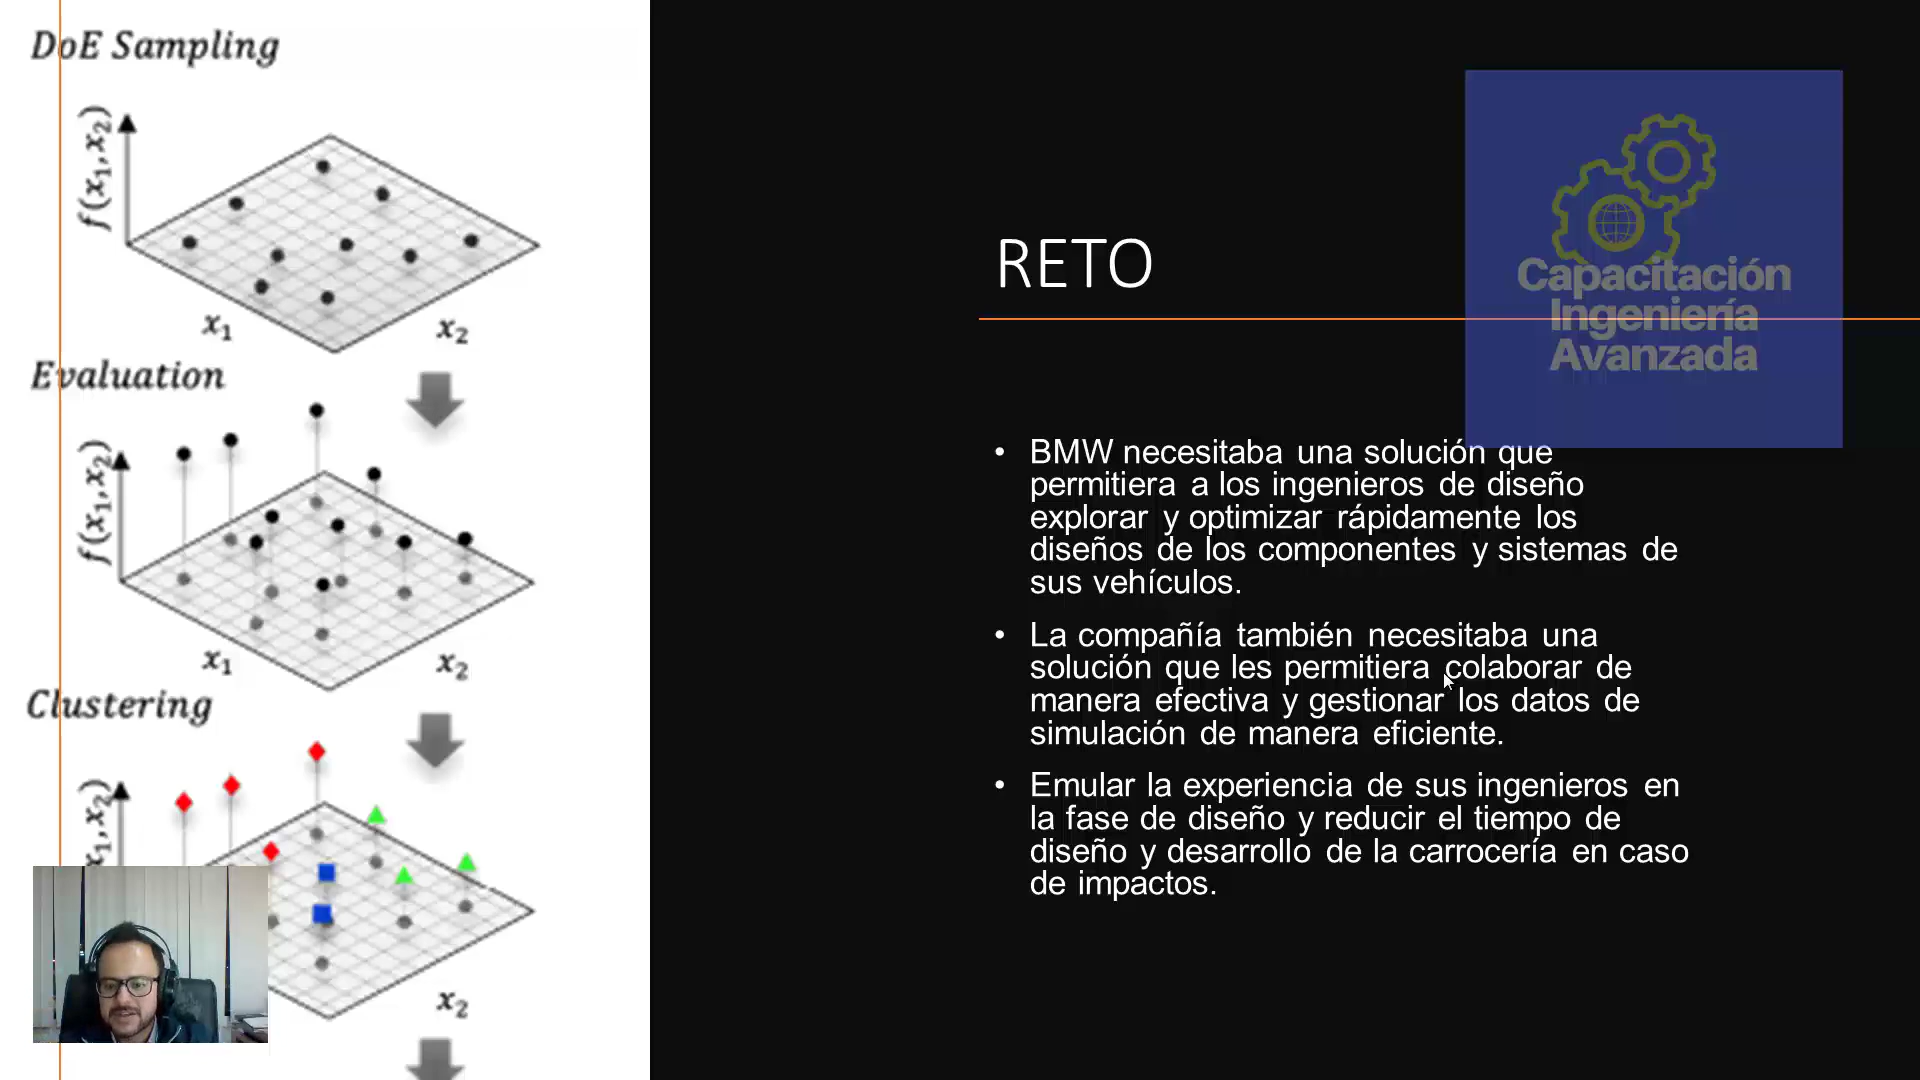 DoE Sampling
f(x₁,x₂)
x₁
x₂
Evaluation
f(x₁,x₂)
x₁
x₂
Clustering
x₁,x₂)
x₂
Capacitación
Ingeniería
Avanzada
RETO
• BMW necesitaba una solución que
permitiera a los ingenieros de diseño
explorar y optimizar rápidamente los
diseños de los componentes y sistemas de
sus vehículos.
• La compañía también necesitaba una
solución que les permitiera colaborar de
manera efectiva y gestionar los datos de
simulación de manera eficiente.
• Emular la experiencia de sus ingenieros en
la fase de diseño y reducir el tiempo de
diseño y desarrollo de la carrocería en caso
de impactos.